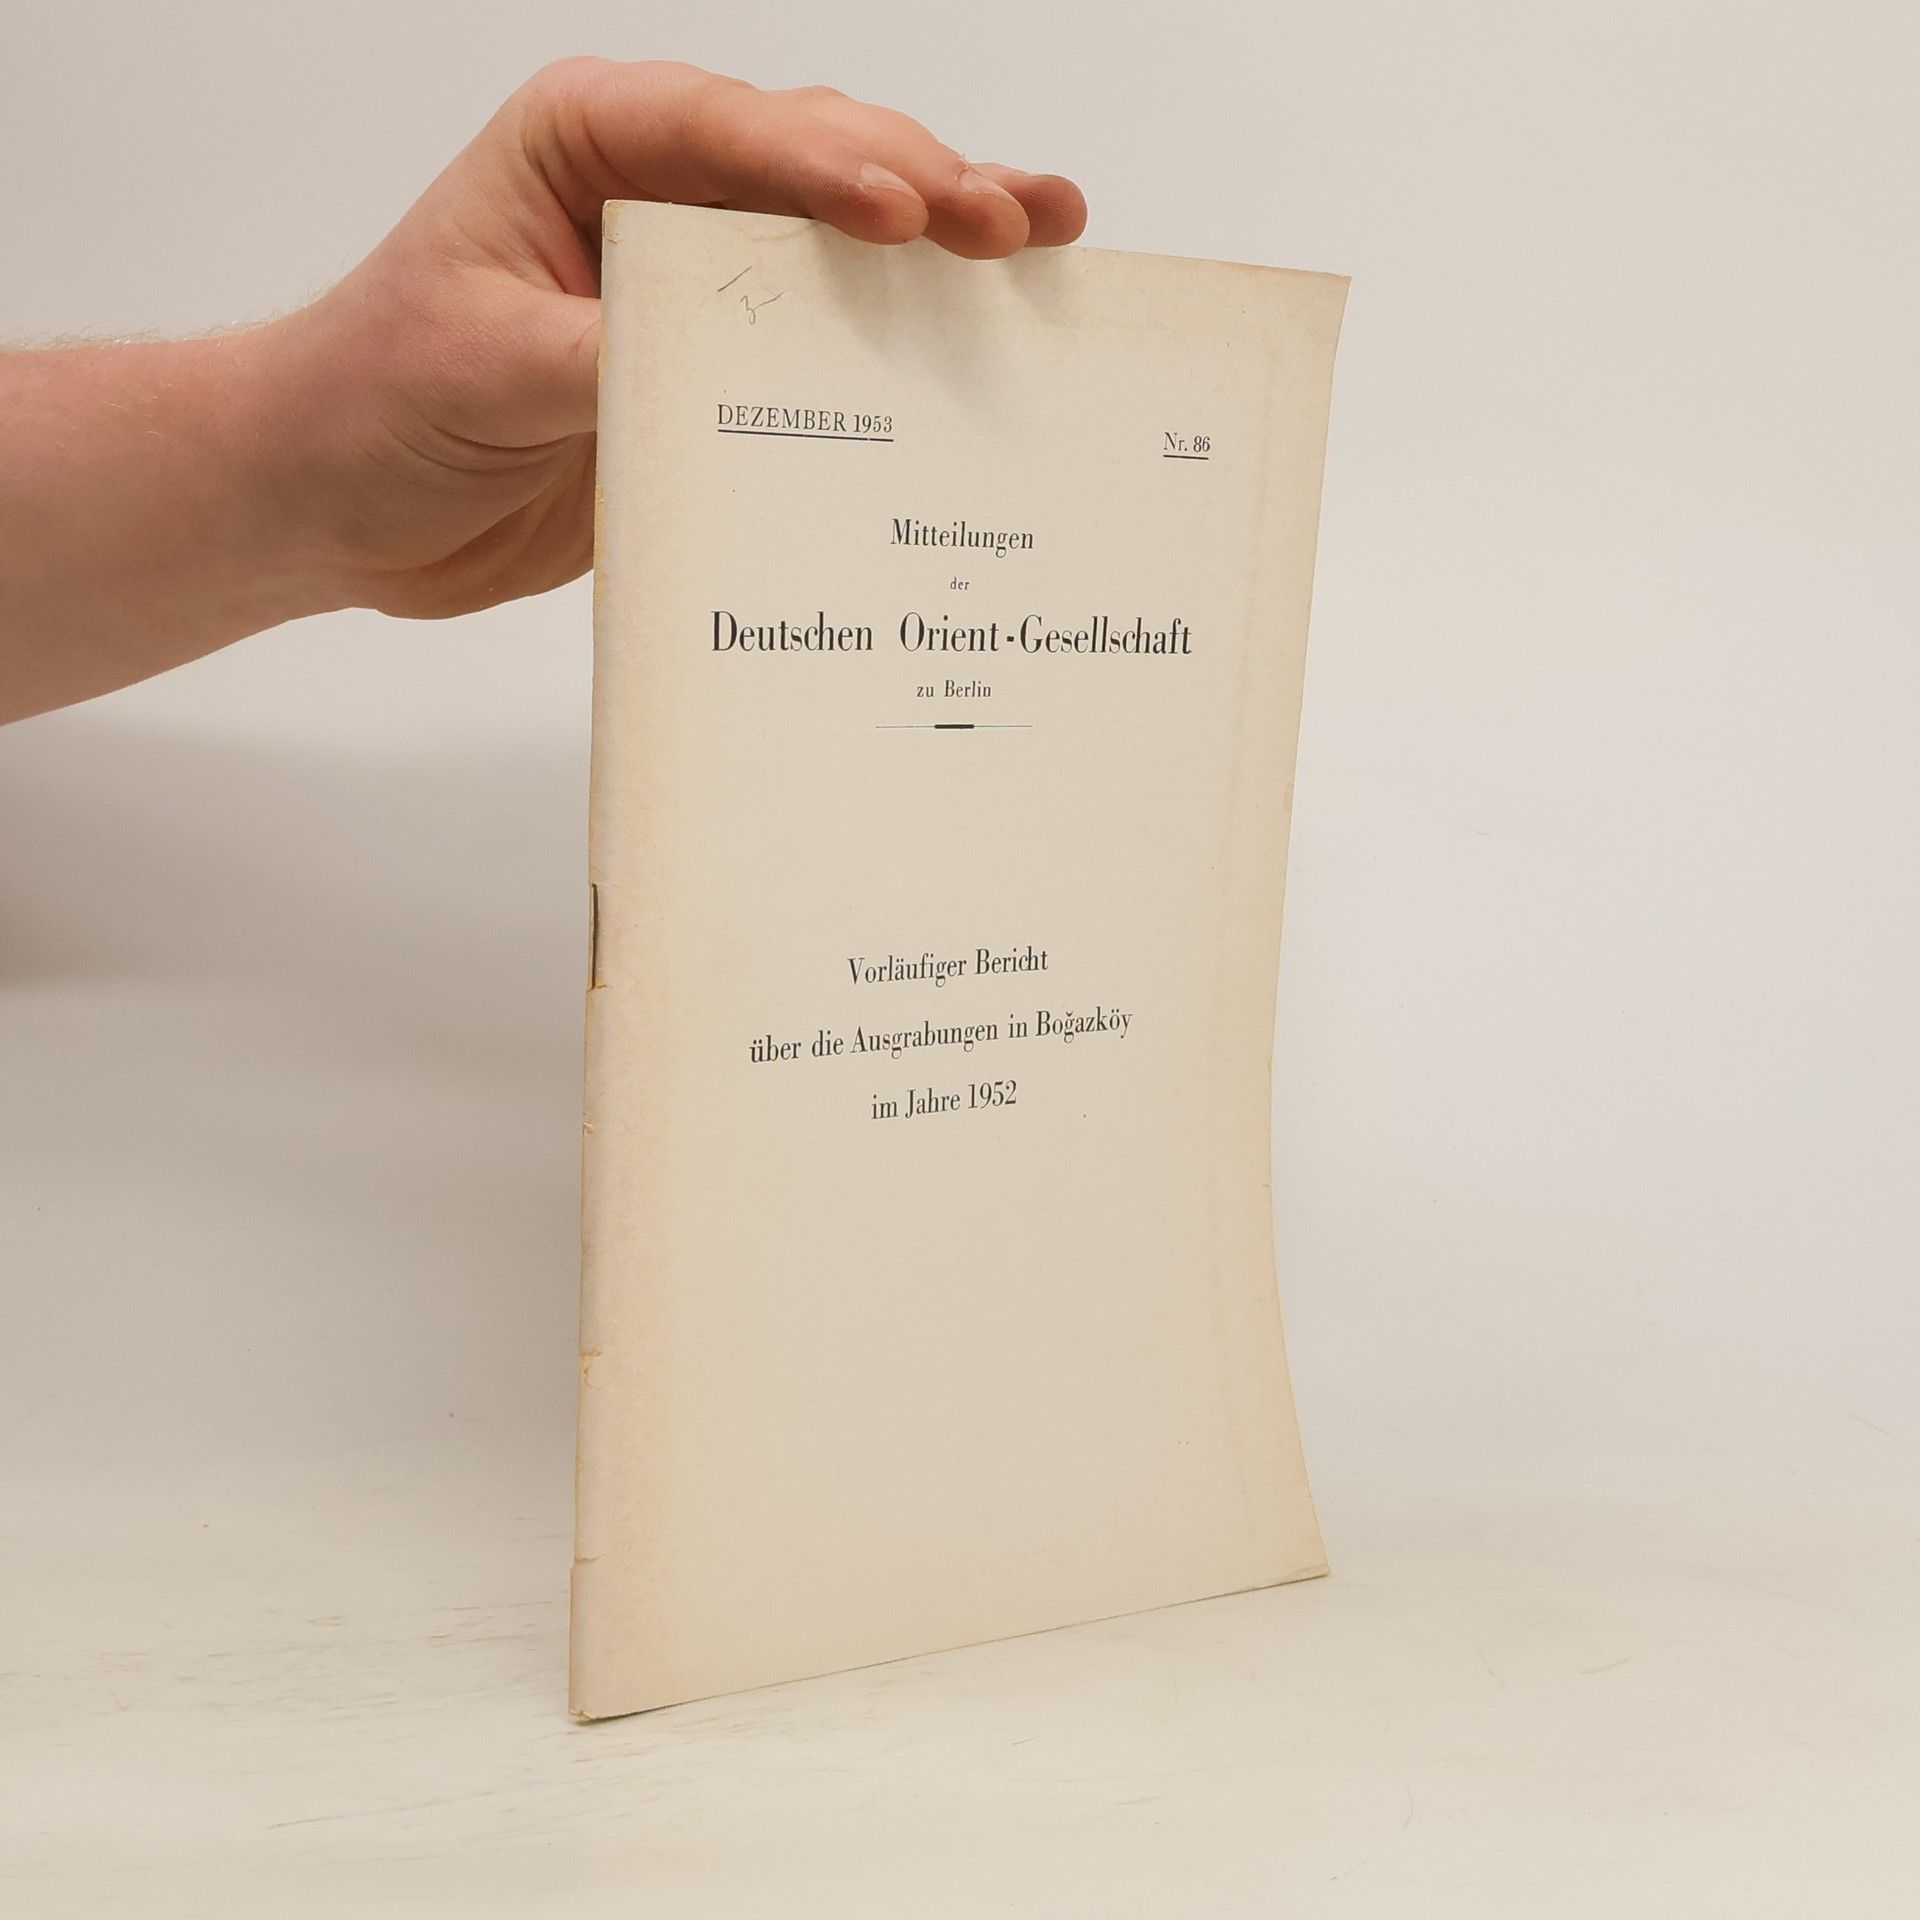 DEZEMBER 1953
Nr. 86
Mitteilungen
der
Deutschen Orient-Gesellschaft
zu Berlin
Vorläufiger Bericht
über die Ausgrabungen in Boğazköy
im Jahre 1952